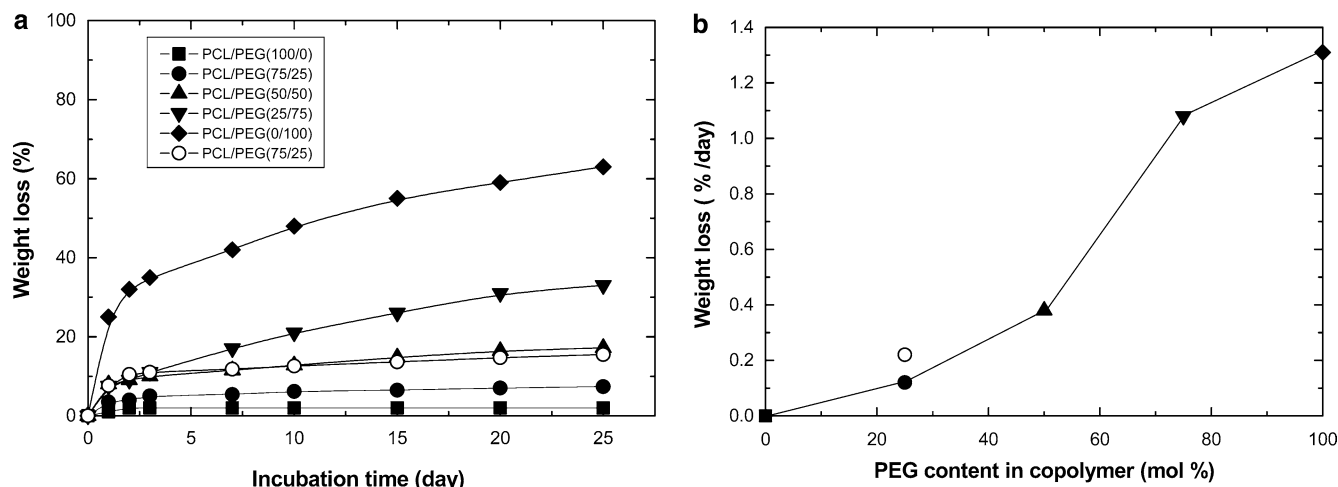 a
100
80
60
40
20
0
Weight loss (%)
PCL/PEG(100/0)
PCL/PEG(75/25)
PCL/PEG(50/50)
PCL/PEG(25/75)
PCL/PEG(0/100)
PCL/PEG(75/25)
0 5 10 15 20 25
Incubation time (day)
b
1.4
1.2
1.0
0.8
0.6
0.4
0.2
0.0
Weight loss ( % /day)
0 20 40 60 80 100
PEG content in copolymer (mol %)